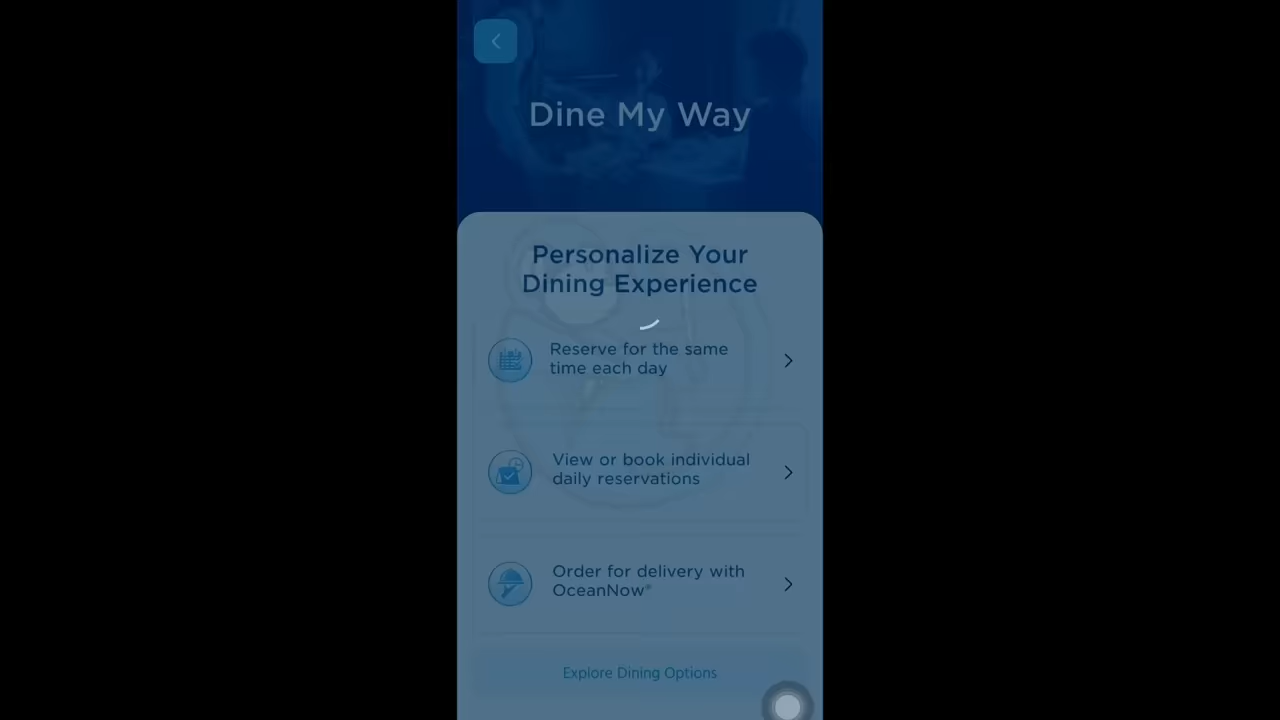 Dine My Way
Personalize Your
Dining Experience
Reserve for the same
time each day
View or book individual
daily reservations
Order for delivery with
OceanNow®
Explore Dining Options